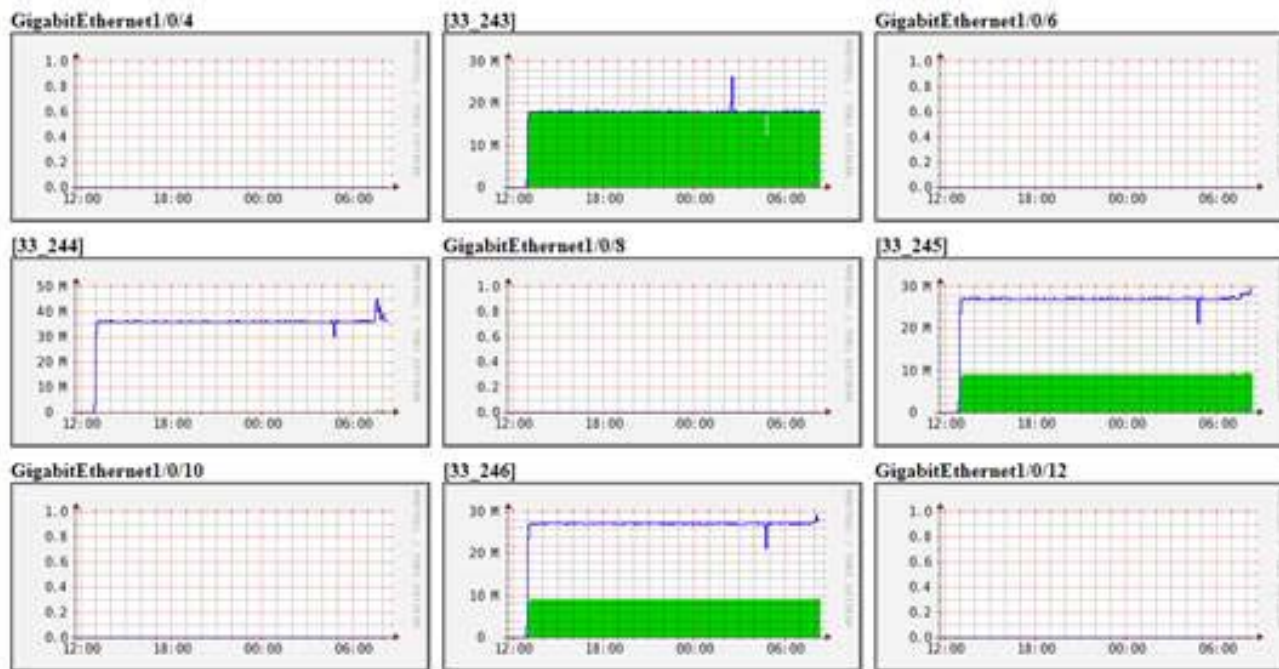 GigabitEthernet1/0/4 [33_243] GigabitEthernet1/0/6
1.0 30 M 1.0
0.8 0.8
0.6 20 M 0.6
0.4 10 M 0.4
0.2 0.2
0.0 0 0.0
12:00 18:00 00:00 06:00 12:00 18:00 00:00 06:00 12:00 18:00 00:00 06:00
[33_244] GigabitEthernet1/0/8 [33_245]
50 M 1.0 30 M
40 M 0.8
30 M 0.6 20 M
20 M 0.4 10 M
10 M 0.2
0 0.0 0
12:00 18:00 00:00 06:00 12:00 18:00 00:00 06:00 12:00 18:00 00:00 06:00
GigabitEthernet1/0/10 [33_246] GigabitEthernet1/0/12
1.0 30 M 1.0
0.8 0.8
0.6 20 M 0.6
0.4 10 M 0.4
0.2 0.2
0.0 0 0.0
12:00 18:00 00:00 06:00 12:00 18:00 00:00 06:00 12:00 18:00 00:00 06:00